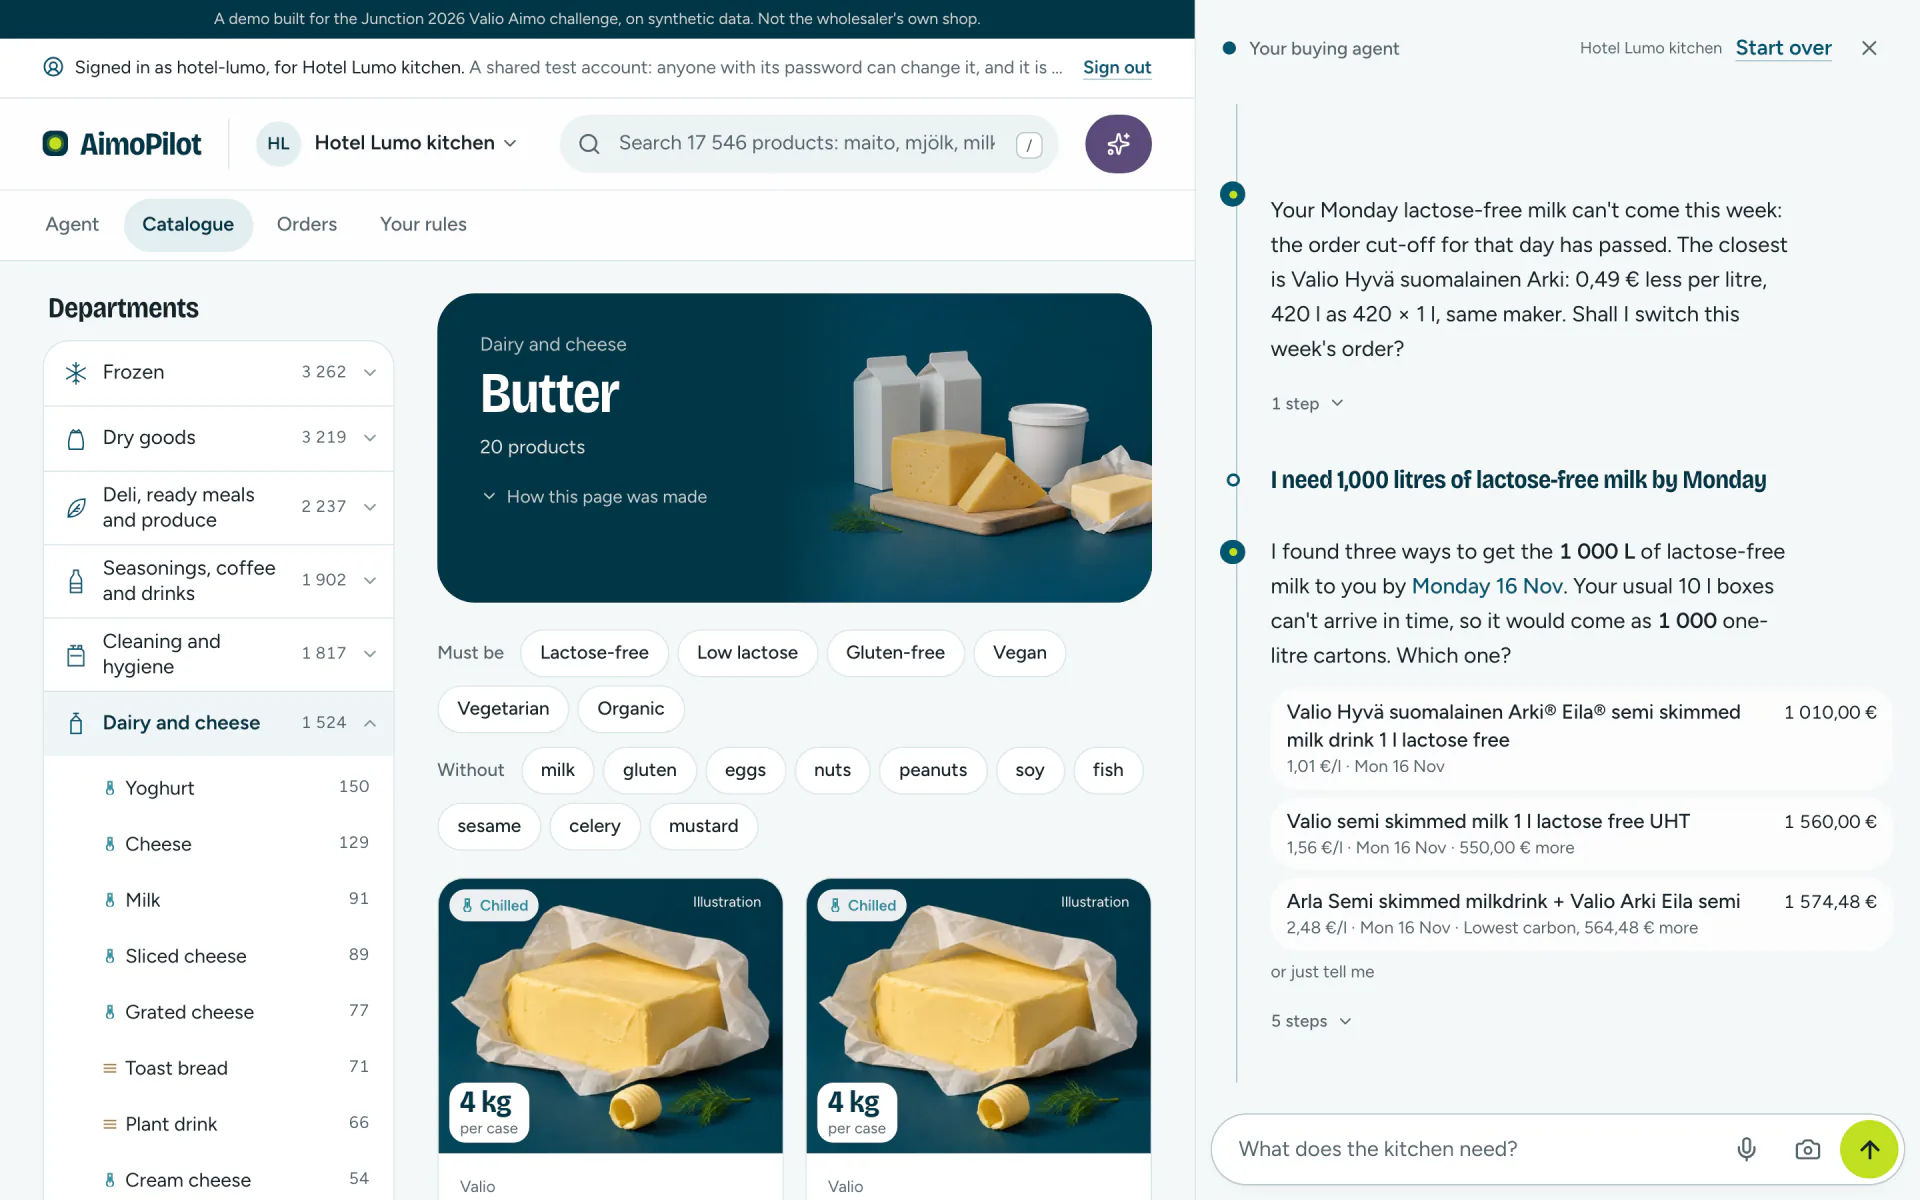 A demo built for the Junction 2026 Valio Aimo challenge, on synthetic data. Not the wholesaler's own shop.
Signed in as hotel-lumo, for Hotel Lumo kitchen. A shared test account: anyone with its password can change it, and it is ...
Sign out
AimoPilot
HL
Hotel Lumo kitchen
Search 17 546 products: maito, mjölk, milk
/
Agent
Catalogue
Orders
Your rules
Departments
Frozen 3 262
Dry goods 3 219
Deli, ready meals
and produce
2 237
Seasonings, coffee
and drinks
1 902
Cleaning and
hygiene
1 817
Dairy and cheese 1 524
Yoghurt 150
Cheese 129
Milk 91
Sliced cheese 89
Grated cheese 77
Toast bread 71
Plant drink 66
Cream cheese 54
Dairy and cheese
Butter
20 products
How this page was made
Must be Lactose-free Low lactose Gluten-free Vegan
Vegetarian Organic
Without milk gluten eggs nuts peanuts soy fish
sesame celery mustard
Chilled Illustration
4 kg
per case
Valio
Chilled Illustration
4 kg
per case
Valio
Your buying agent
Hotel Lumo kitchen
Start over
Your Monday lactose-free milk can't come this week:
the order cut-off for that day has passed. The closest
is Valio Hyvä suomalainen Arki: 0,49 € less per litre,
420 l as 420 × 1 l, same maker. Shall I switch this
week's order?
1 step
I need 1,000 litres of lactose-free milk by Monday
I found three ways to get the 1 000 L of lactose-free
milk to you by Monday 16 Nov. Your usual 10 l boxes
can't arrive in time, so it would come as 1 000 one-
litre cartons. Which one?
Valio Hyvä suomalainen Arki® Eila® semi skimmed
milk drink 1 l lactose free
1 010,00 €
1,01 €/l · Mon 16 Nov
Valio semi skimmed milk 1 l lactose free UHT
1 560,00 €
1,56 €/l · Mon 16 Nov · 550,00 € more
Arla Semi skimmed milkdrink + Valio Arki Eila semi
1 574,48 €
2,48 €/l · Mon 16 Nov · Lowest carbon, 564,48 € more
or just tell me
5 steps
What does the kitchen need?